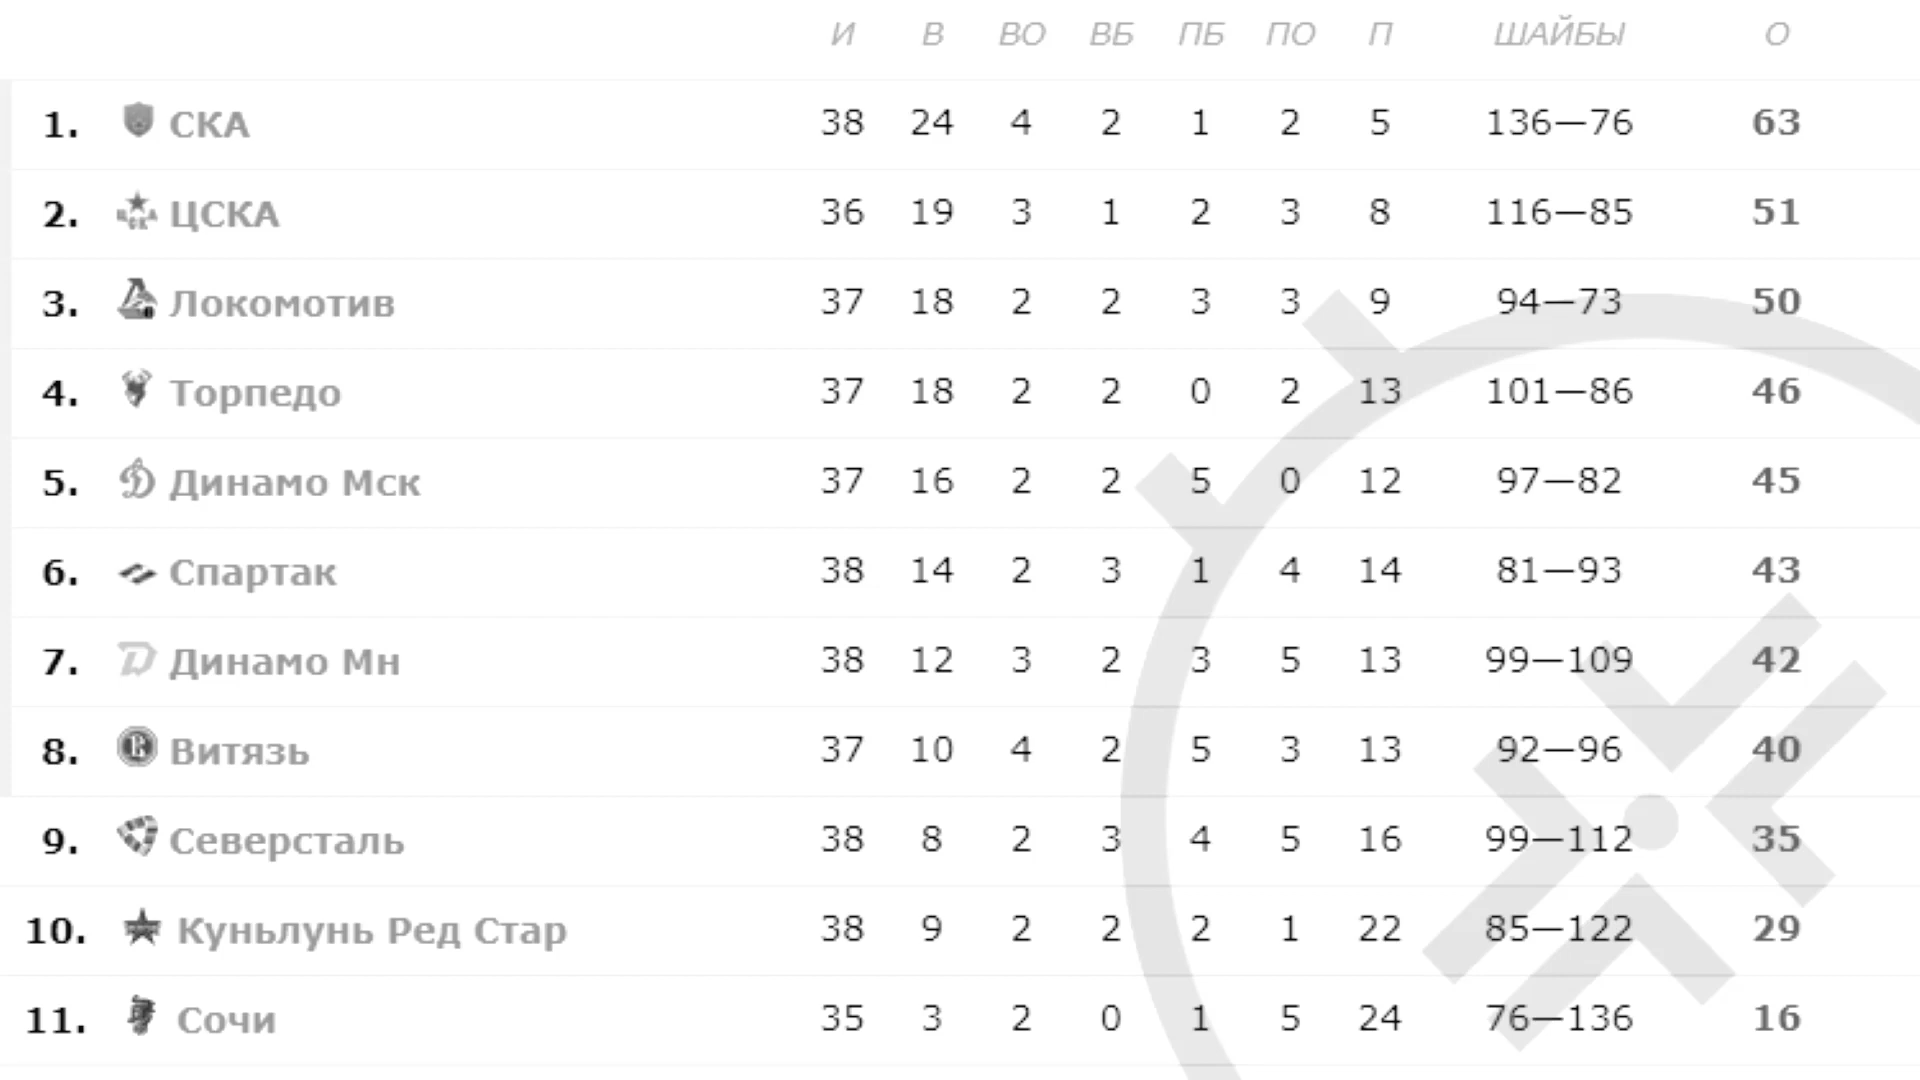 И В ВО ВБ ПБ ПО П ШАЙБЫ О
1. СКА 38 24 4 2 1 2 5 136—76 63
2. ЦСКА 36 19 3 1 2 3 8 116—85 51
3. Локомотив 37 18 2 2 3 3 9 94—73 50
4. Торпедо 37 18 2 2 0 2 13 101—86 46
5. Динамо Мск 37 16 2 2 5 0 12 97—82 45
6. Спартак 38 14 2 3 1 4 14 81—93 43
7. Динамо Мн 38 12 3 2 3 5 13 99—109 42
8. Витязь 37 10 4 2 5 3 13 92—96 40
9. Северсталь 38 8 2 3 4 5 16 99—112 35
10. Куньлунь Ред Стар 38 9 2 2 2 1 22 85—122 29
11. Сочи 35 3 2 0 1 5 24 76—136 16